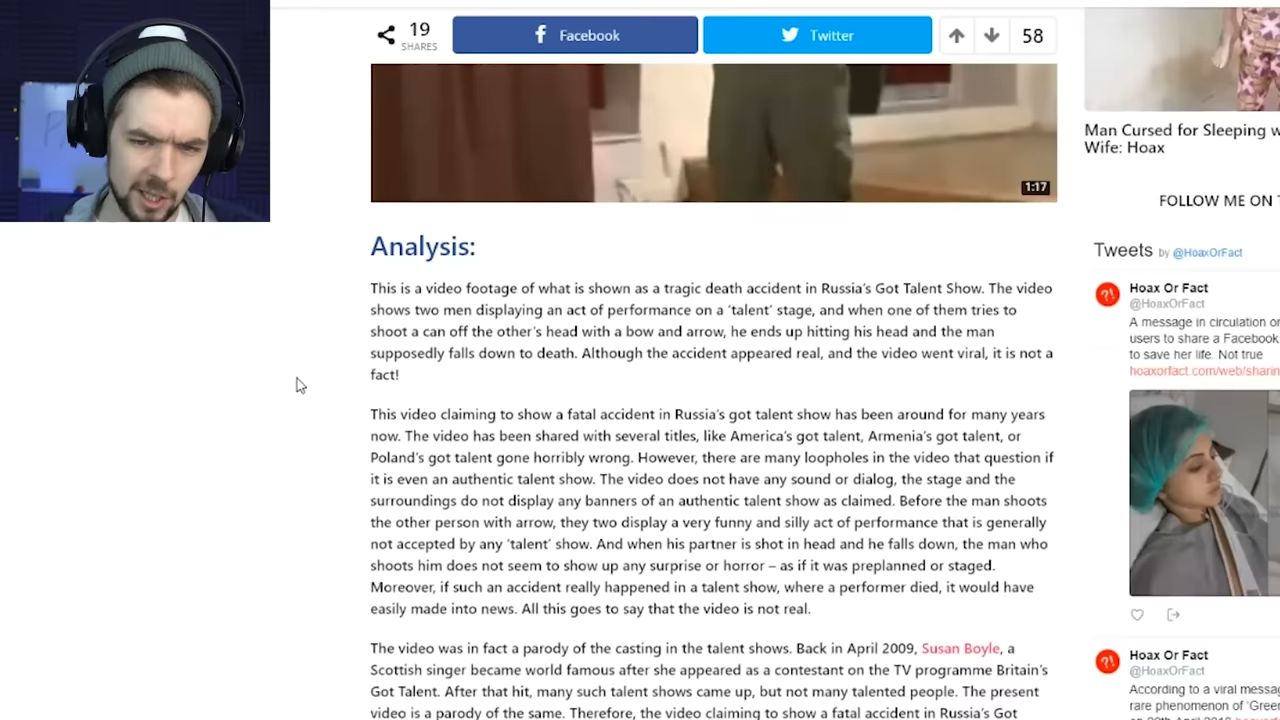 19
SHARES
Facebook
Twitter
58
1:17
Man Cursed for Sleeping
Wife: Hoax
FOLLOW ME ON
Analysis:
This is a video footage of what is shown as a tragic death accident in Russia's Got Talent Show. The video
shows two men displaying an act of performance on a 'talent' stage, and when one of them tries to
shoot a can off the other's head with a bow and arrow, he ends up hitting his head and the man
supposedly falls down to death. Although the accident appeared real, and the video went viral, it is not a
fact!
This video claiming to show a fatal accident in Russia's got talent show has been around for many years
now. The video has been shared with several titles, like America's got talent, Armenia's got talent, or
Poland's got talent gone horribly wrong. However, there are many loopholes in the video that question if
it is even an authentic talent show. The video does not have any sound or dialog, the stage and the
surroundings do not display any banners of an authentic talent show as claimed. Before the man shoots
the other person with arrow, they two display a very funny and silly act of performance that is generally
not accepted by any 'talent' show. And when his partner is shot in head and he falls down, the man who
shoots him does not seem to show up any surprise or horror – as if it was preplanned or staged.
Moreover, if such an accident really happened in a talent show, where a performer died, it would have
easily made into news. All this goes to say that the video is not real.
The video was in fact a parody of the casting in the talent shows. Back in April 2009, Susan Boyle, a
Scottish singer became world famous after she appeared as a contestant on the TV programme Britain's
Got Talent. After that hit, many such talent shows came up, but not many talented people. The present
video is a parody of the same. Therefore, the video claiming to show a fatal accident in Russia's Got
Tweets by @HoaxOrFact
?!
Hoax Or Fact
@HoaxOrFact
A message in circulation
users to share a Facebook
to save her life. Not true
hoaxorfact.com/web/sharin
?!
Hoax Or Fact
@HoaxOrFact
According to a viral
rare phenomenon of